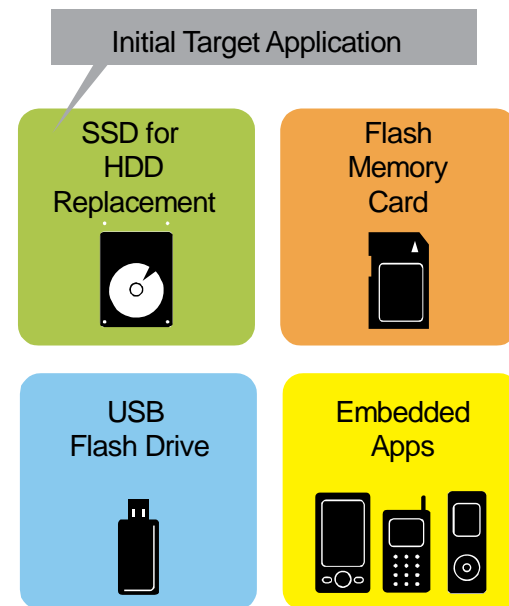 Initial Target Application
SSD for
HDD
Replacement
Flash
Memory
Card
USB
Flash Drive
Embedded
Apps